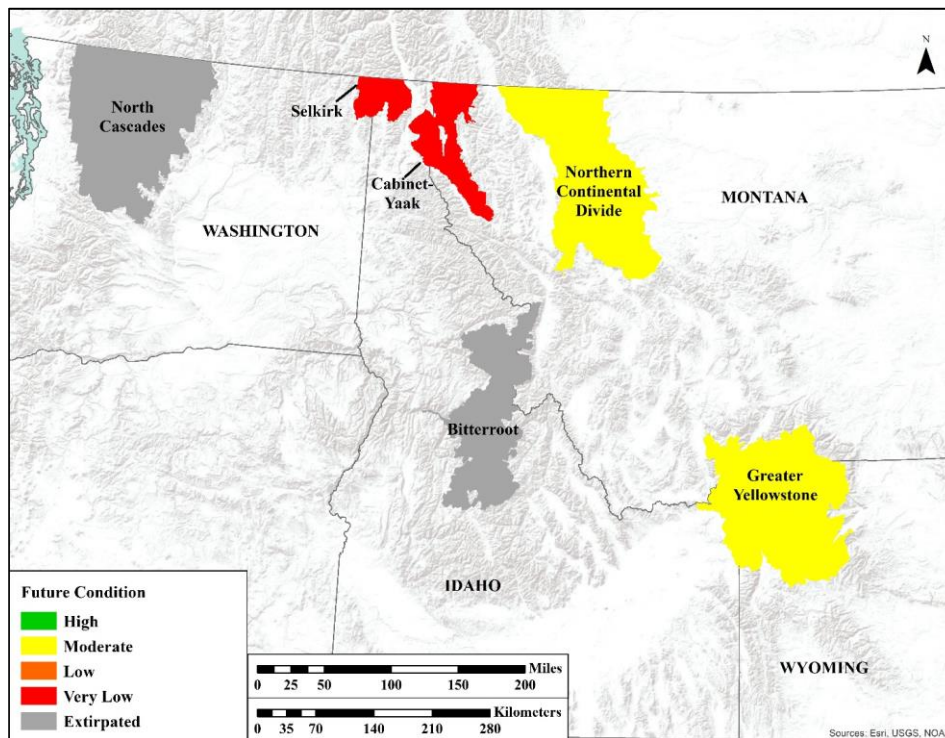 N
North
Cascades
Selkirk
Cabinet-
Yaak
Northern
Continental
Divide
MONTANA
WASHINGTON
Bitterroot
Greater
Yellowstone
IDAHO
WYOMING
Future Condition
High
Moderate
Low
Very Low
Extirpated
Miles
0 25 50 100 150 200
Kilometers
0 35 70 140 210 280
Sources: Esri, USGS, NOA